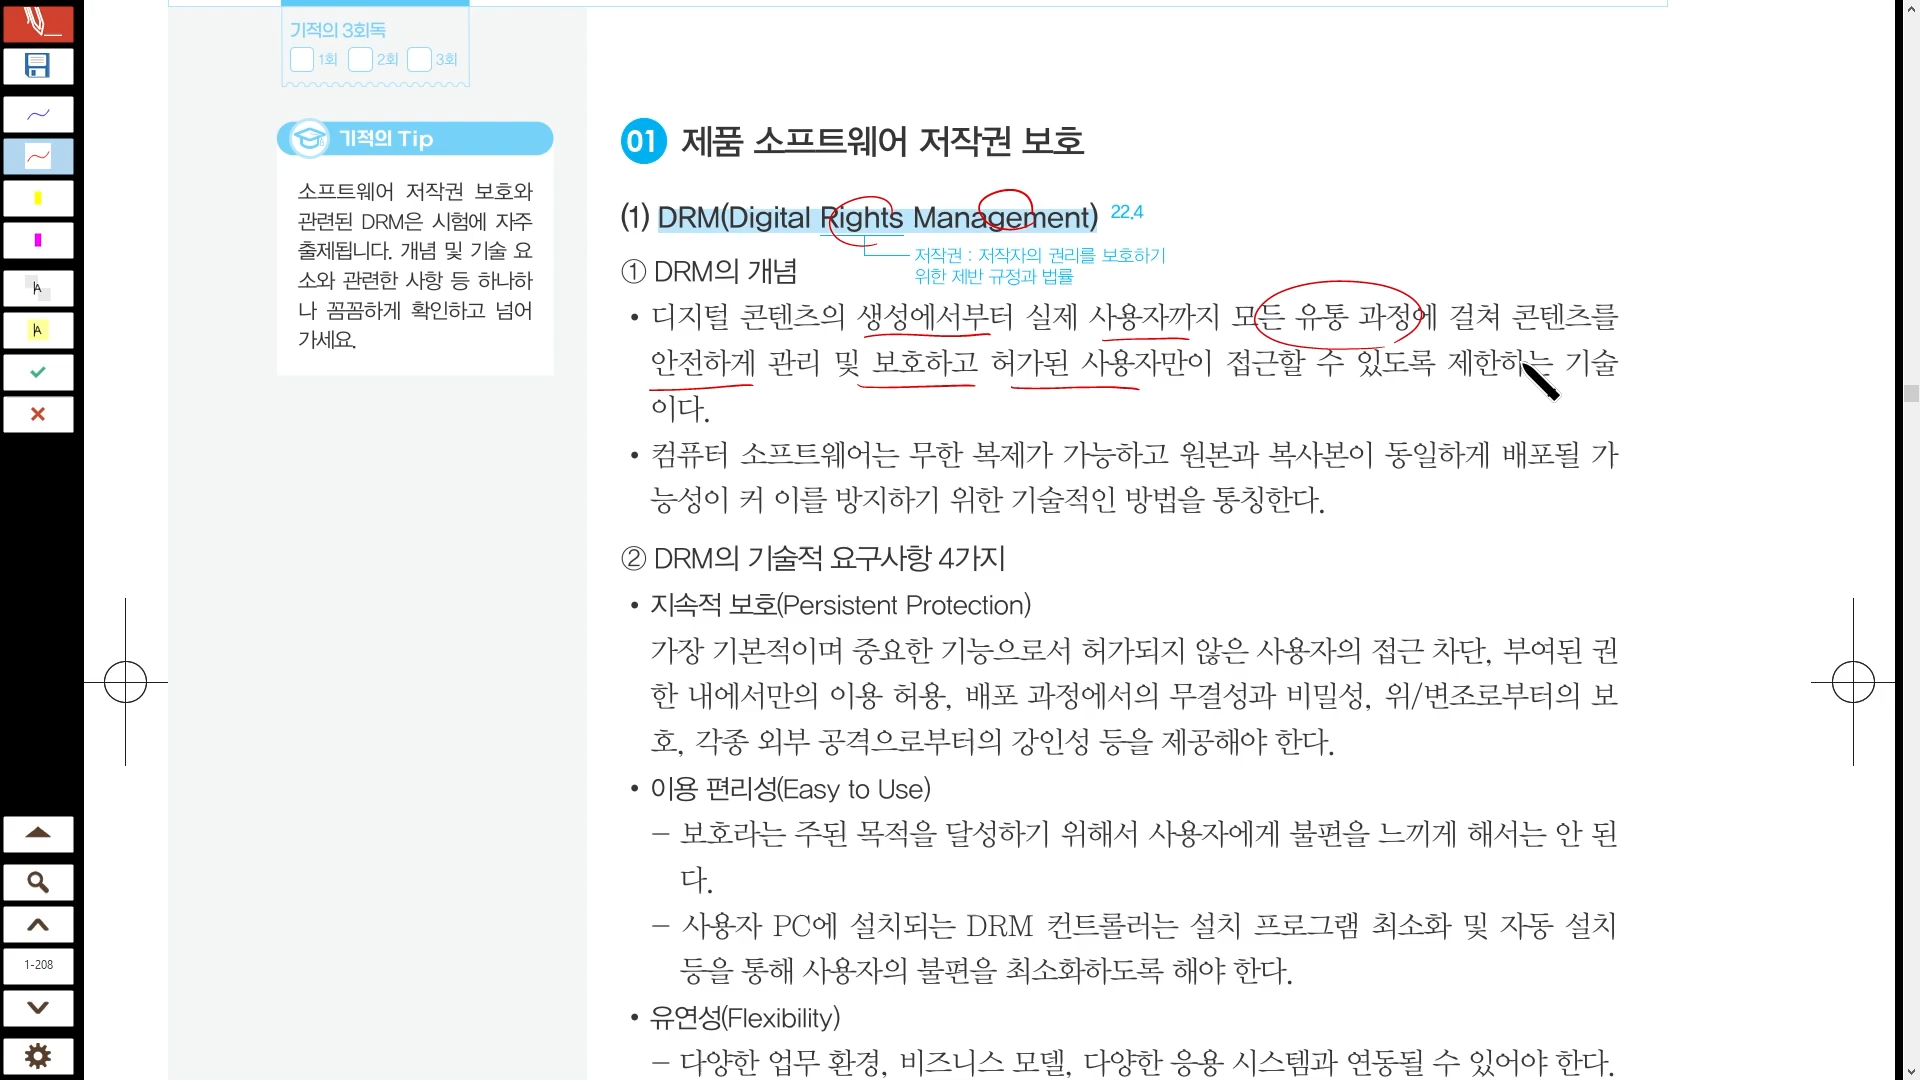 기적의 3회독
1회 2회 3회
기적의 Tip
소프트웨어 저작권 보호와
관련된 DRM은 시험에 자주
출제됩니다. 개념 및 기술 요
소와 관련한 사항 등 하나하
나 꼼꼼하게 확인하고 넘어
가세요.
01 제품 소프트웨어 저작권 보호
(1) DRM(Digital Rights Management) 22.4
저작권 : 저작자의 권리를 보호하기
위한 제반 규정과 법률
① DRM의 개념
• 디지털 콘텐츠의 생성에서부터 실제 사용자까지 모든 유통 과정에 걸쳐 콘텐츠를
안전하게 관리 및 보호하고 허가된 사용자만이 접근할 수 있도록 제한하는 기술
이다.
• 컴퓨터 소프트웨어는 무한 복제가 가능하고 원본과 복사본이 동일하게 배포될 가
능성이 커 이를 방지하기 위한 기술적인 방법을 통칭한다.
② DRM의 기술적 요구사항 4가지
• 지속적 보호(Persistent Protection)
가장 기본적이며 중요한 기능으로서 허가되지 않은 사용자의 접근 차단, 부여된 권
한 내에서만의 이용 허용, 배포 과정에서의 무결성과 비밀성, 위/변조로부터의 보
호, 각종 외부 공격으로부터의 강인성 등을 제공해야 한다.
• 이용 편리성(Easy to Use)
– 보호라는 주된 목적을 달성하기 위해서 사용자에게 불편을 느끼게 해서는 안 된
다.
– 사용자 PC에 설치되는 DRM 컨트롤러는 설치 프로그램 최소화 및 자동 설치
등을 통해 사용자의 불편을 최소화하도록 해야 한다.
• 유연성(Flexibility)
– 다양한 업무 환경, 비즈니스 모델, 다양한 응용 시스템과 연동될 수 있어야 한다.
A
A
1-208